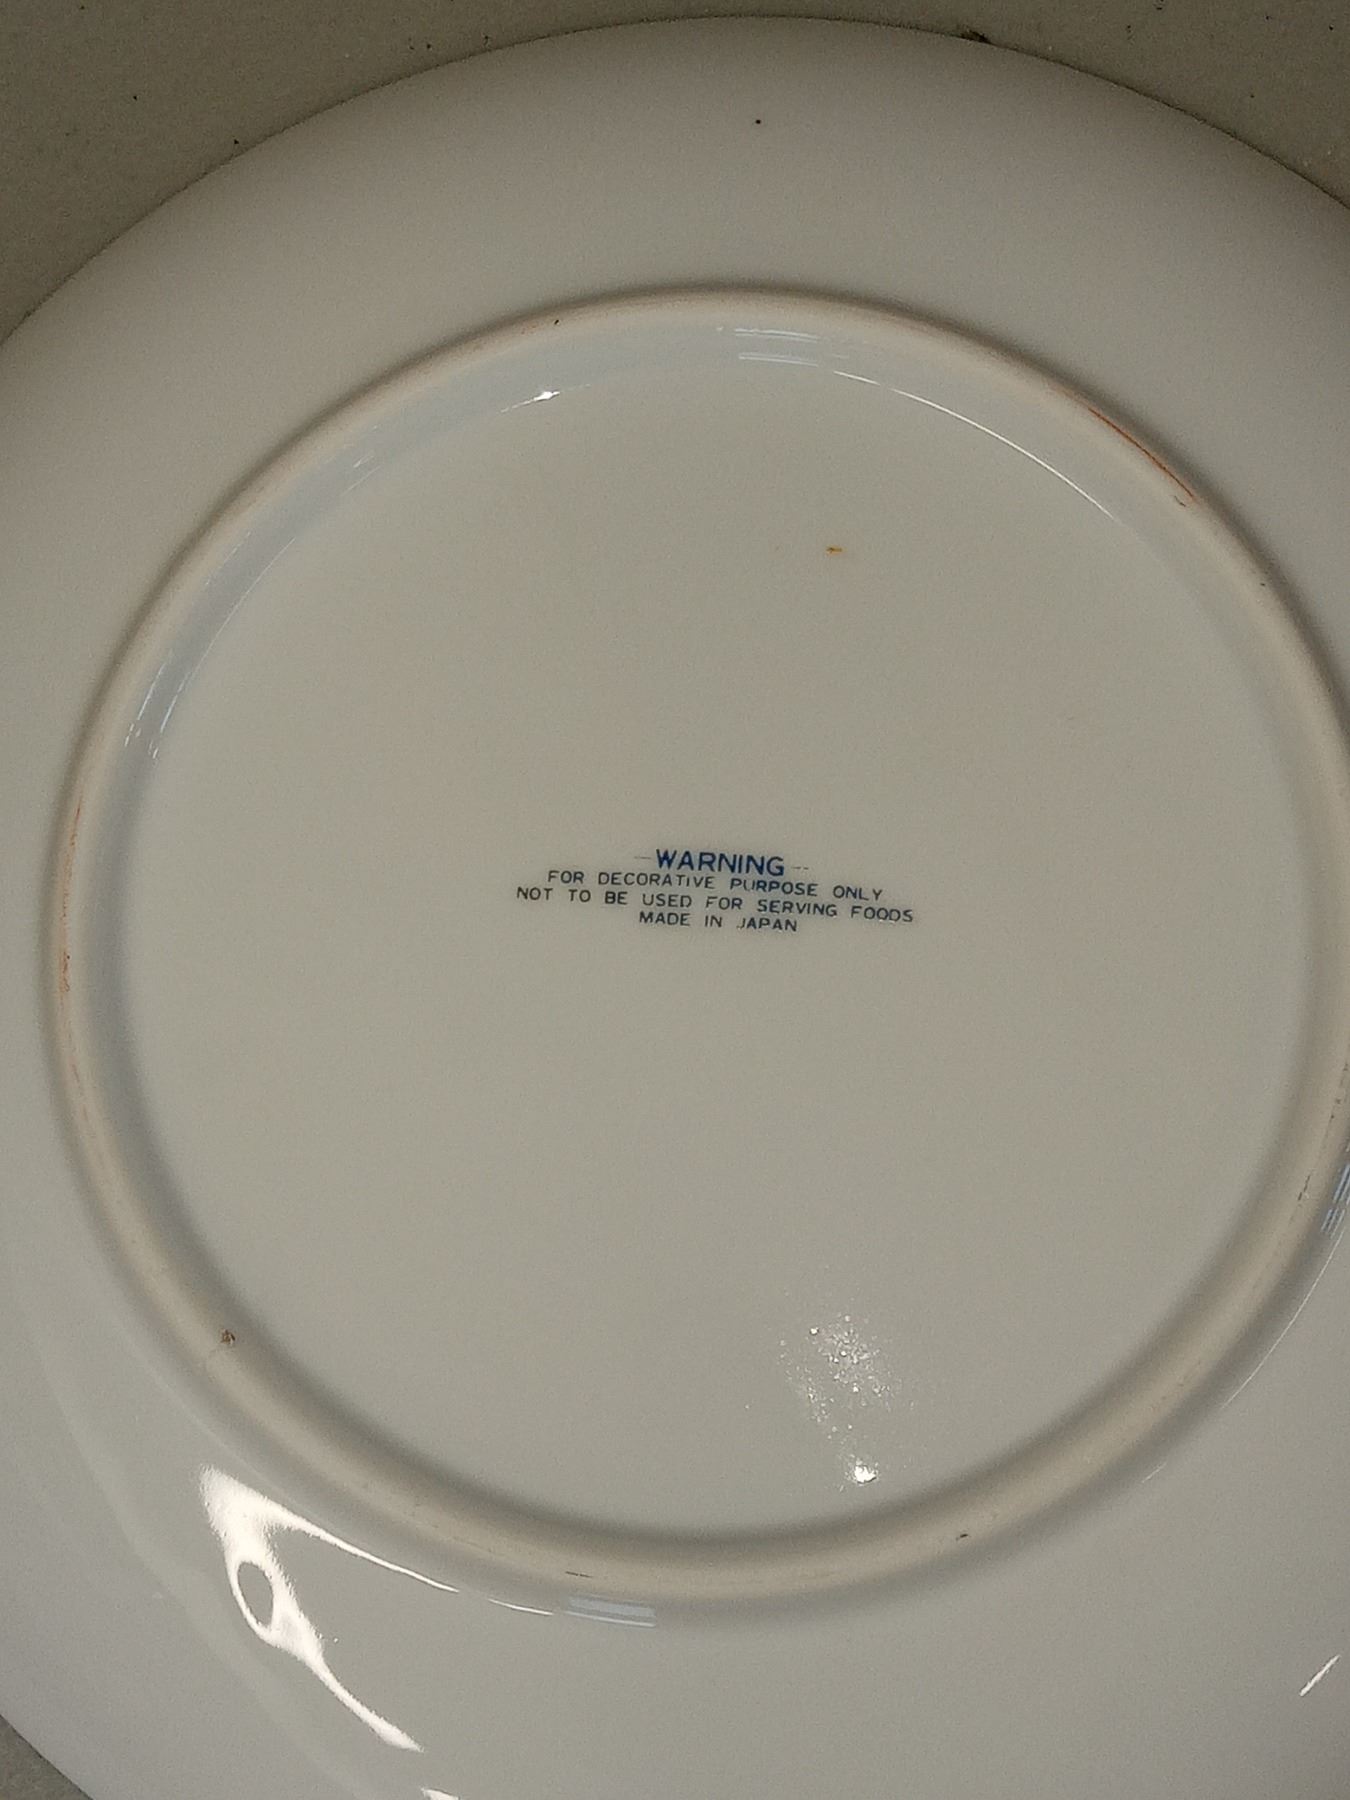 -WARNING-
FOR DECORATIVE PURPOSE ONLY
NOT TO BE USED FOR SERVING FOODS
MADE IN JAPAN